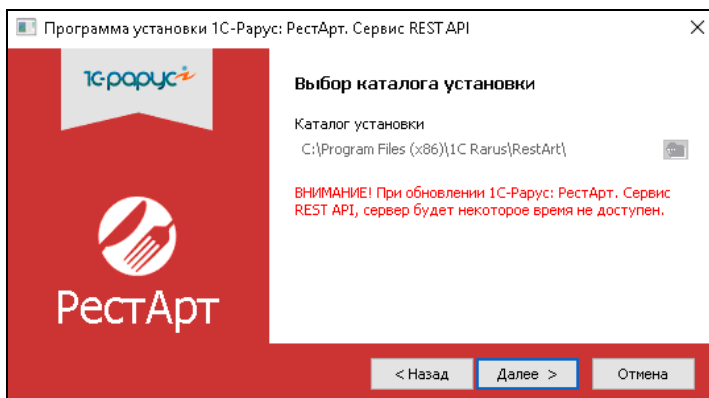 Программа установки 1С-Рарус: РестАрт. Сервис REST API
1С·рарус
Выбор каталога установки
Каталог установки
C:\Program Files (x86)\1C Rarus\RestArt\
ВНИМАНИЕ! При обновлении 1С-Рарус: РестАрт. Сервис
REST API, сервер будет некоторое время не доступен.
РестАрт
< Назад
Далее >
Отмена